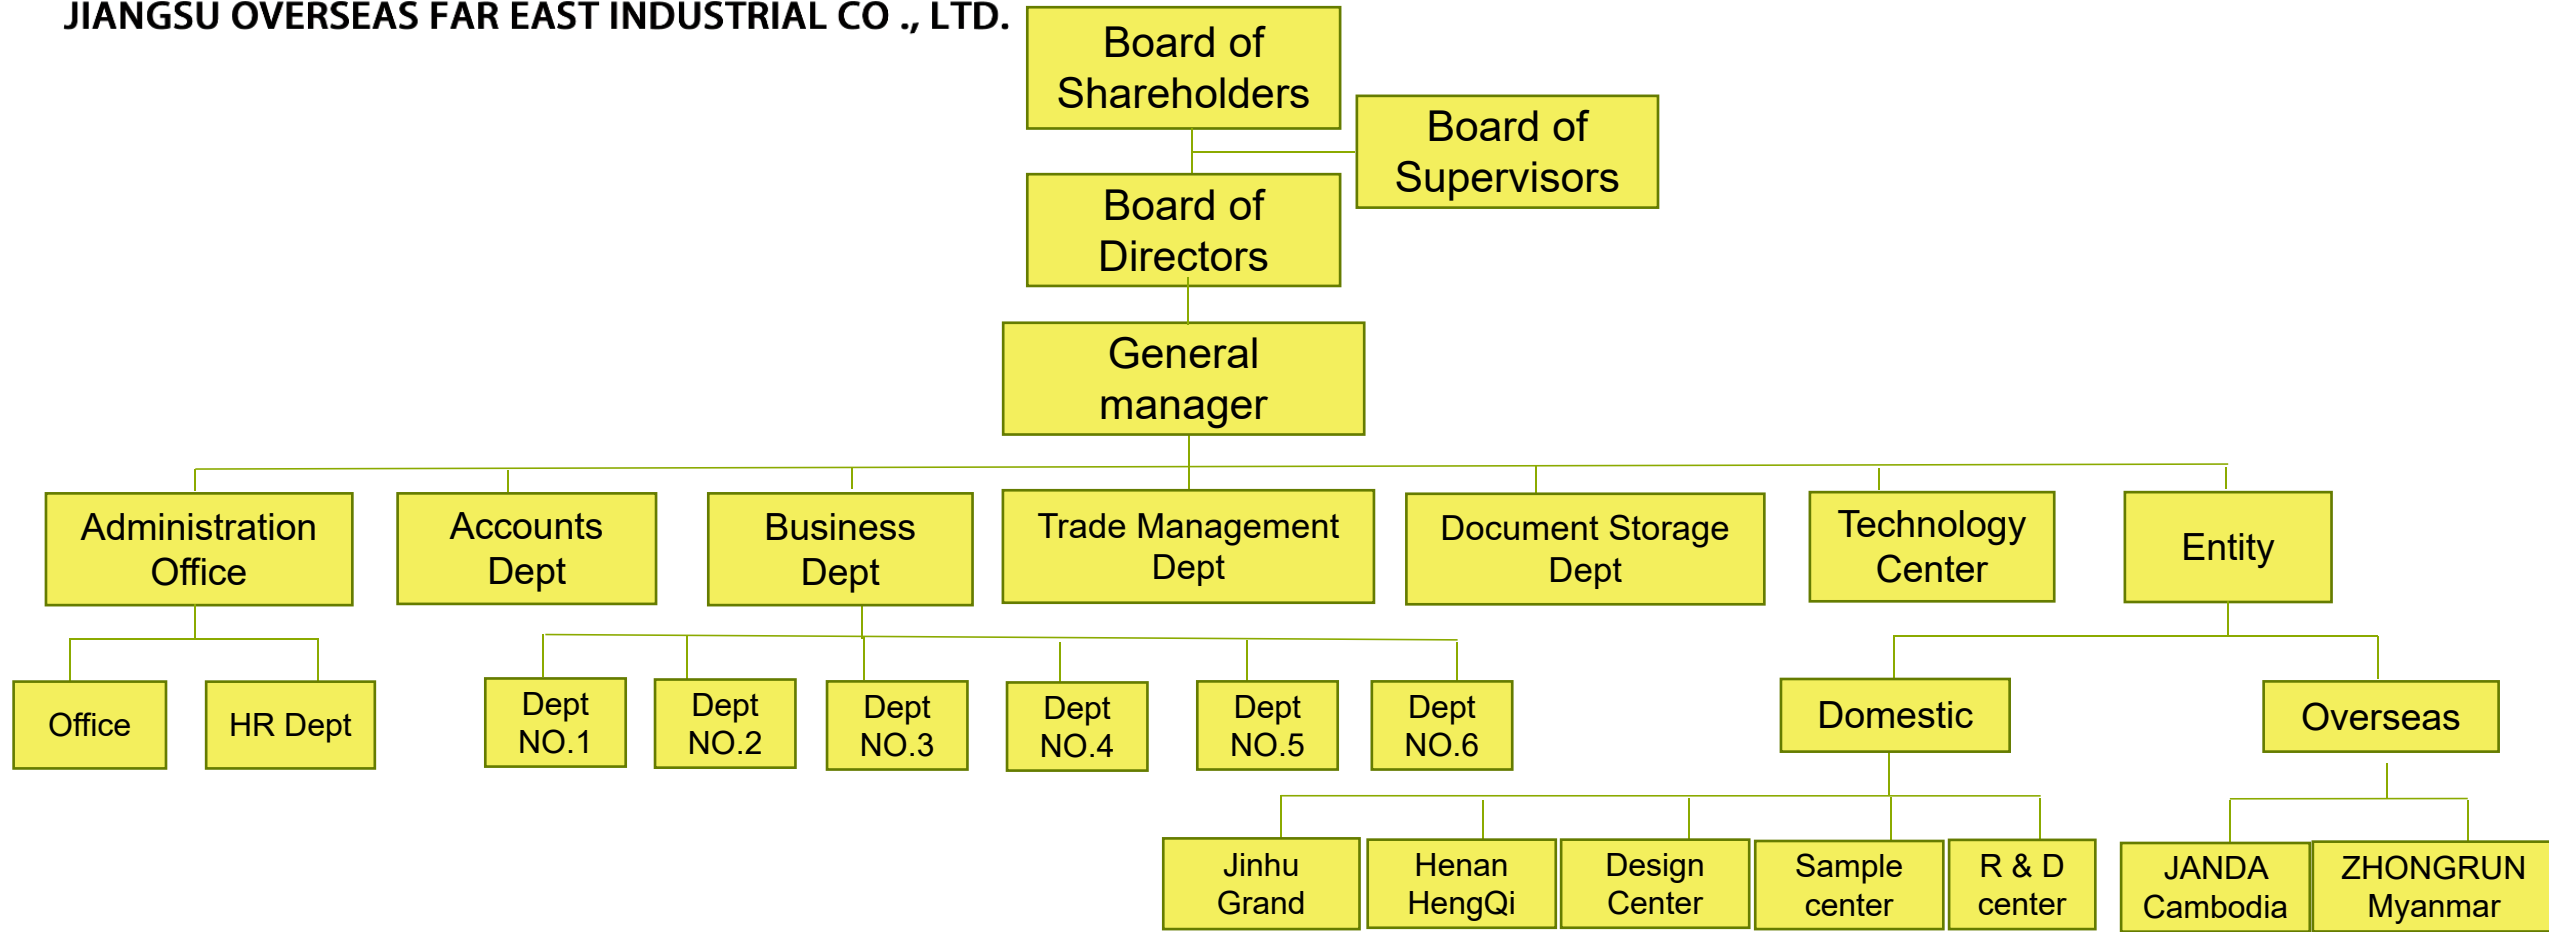 JIANGSU OVERSEAS FAR EAST INDUSTRIAL CO ., LTD.
Board of
Shareholders
Board of
Supervisors
Board of
Directors
General
manager
Administration
Office
Accounts
Dept
Business
Dept
Trade Management
Dept
Document Storage
Dept
Technology
Center
Entity
Office
HR Dept
Dept
NO.1
Dept
NO.2
Dept
NO.3
Dept
NO.4
Dept
NO.5
Dept
NO.6
Domestic
Overseas
Jinhu
Grand
Henan
HengQi
Design
Center
Sample
center
R & D
center
JANDA
Cambodia
ZHONGRUN
Myanmar